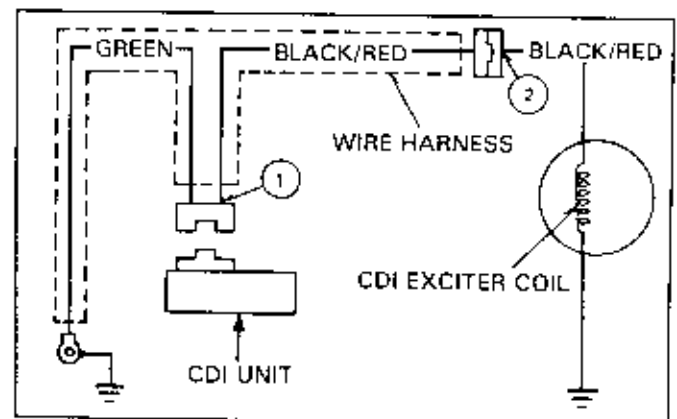 GREEN
BLACK/RED
BLACK/RED
2
WIRE HARNESS
1
CDI EXCITER COIL
CDI UNIT